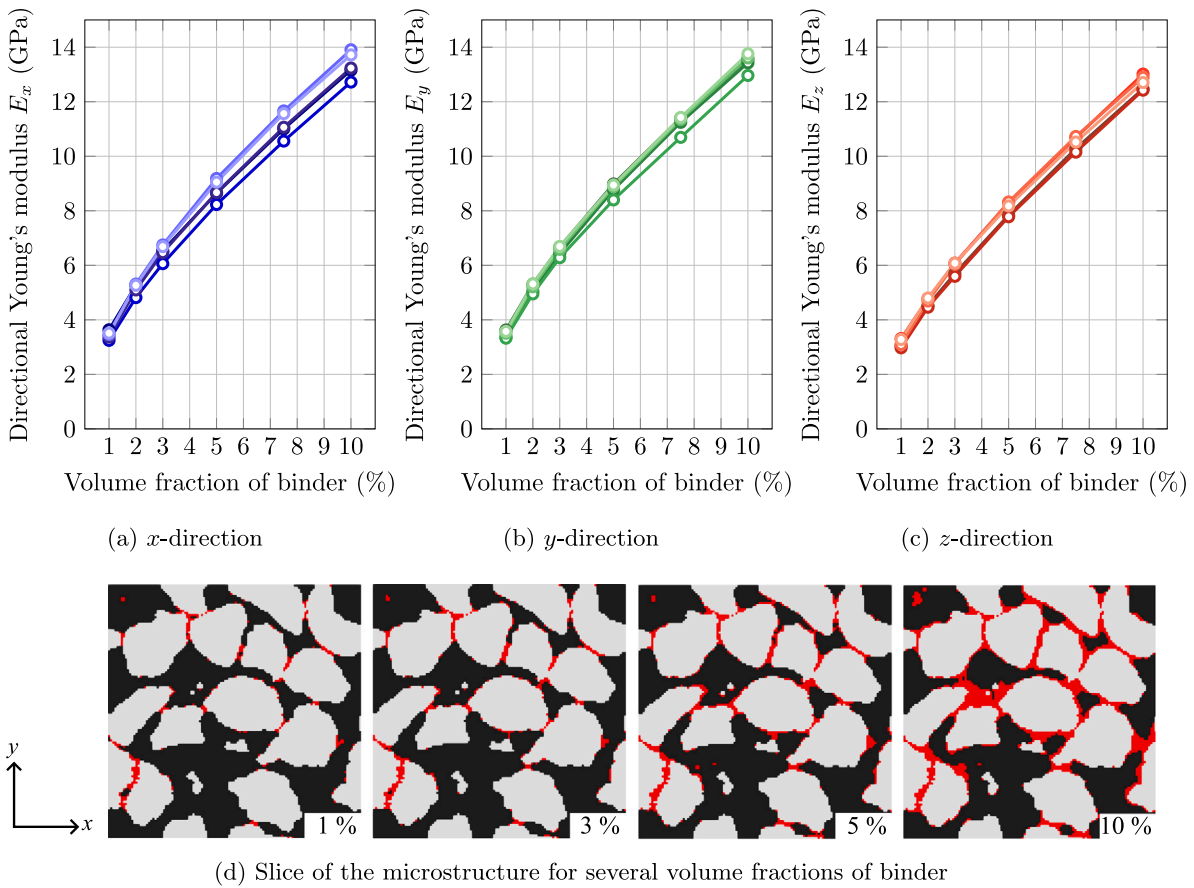 Directional Young's modulus Ex (GPa)
14
12
10
8
6
4
2
0
1 2 3 4 5 6 7 8 9 10
Volume fraction of binder (%)
(a) x-direction
Directional Young's modulus Ey (GPa)
14
12
10
8
6
4
2
0
1 2 3 4 5 6 7 8 9 10
Volume fraction of binder (%)
(b) y-direction
Directional Young's modulus Ez (GPa)
14
12
10
8
6
4
2
0
1 2 3 4 5 6 7 8 9 10
Volume fraction of binder (%)
(c) z-direction
y
x
1 %
3 %
5 %
10 %
(d) Slice of the microstructure for several volume fractions of binder